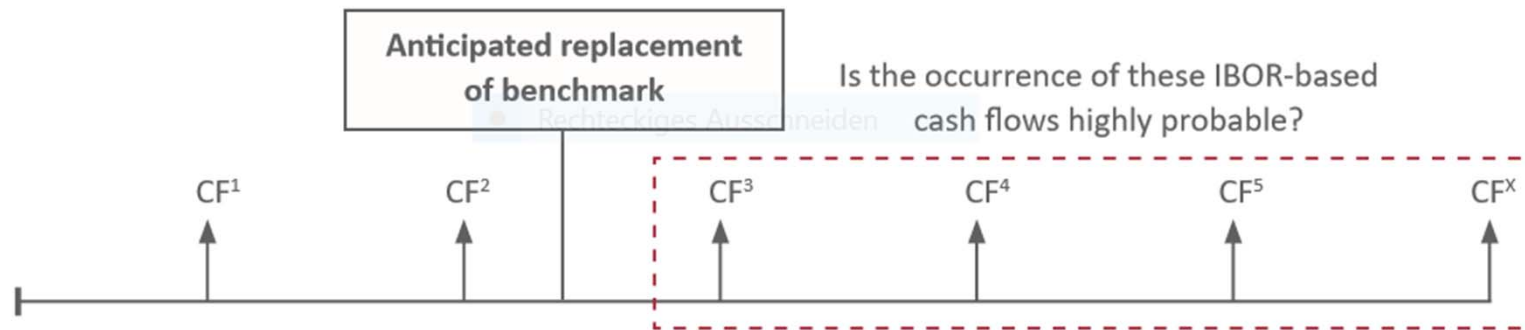 Anticipated replacement
of benchmark
Is the occurrence of these IBOR-based
cash flows highly probable?
Rechteckiges Ausschneiden
CF¹ CF² CF³ CF⁴ CF⁵ CFˣ